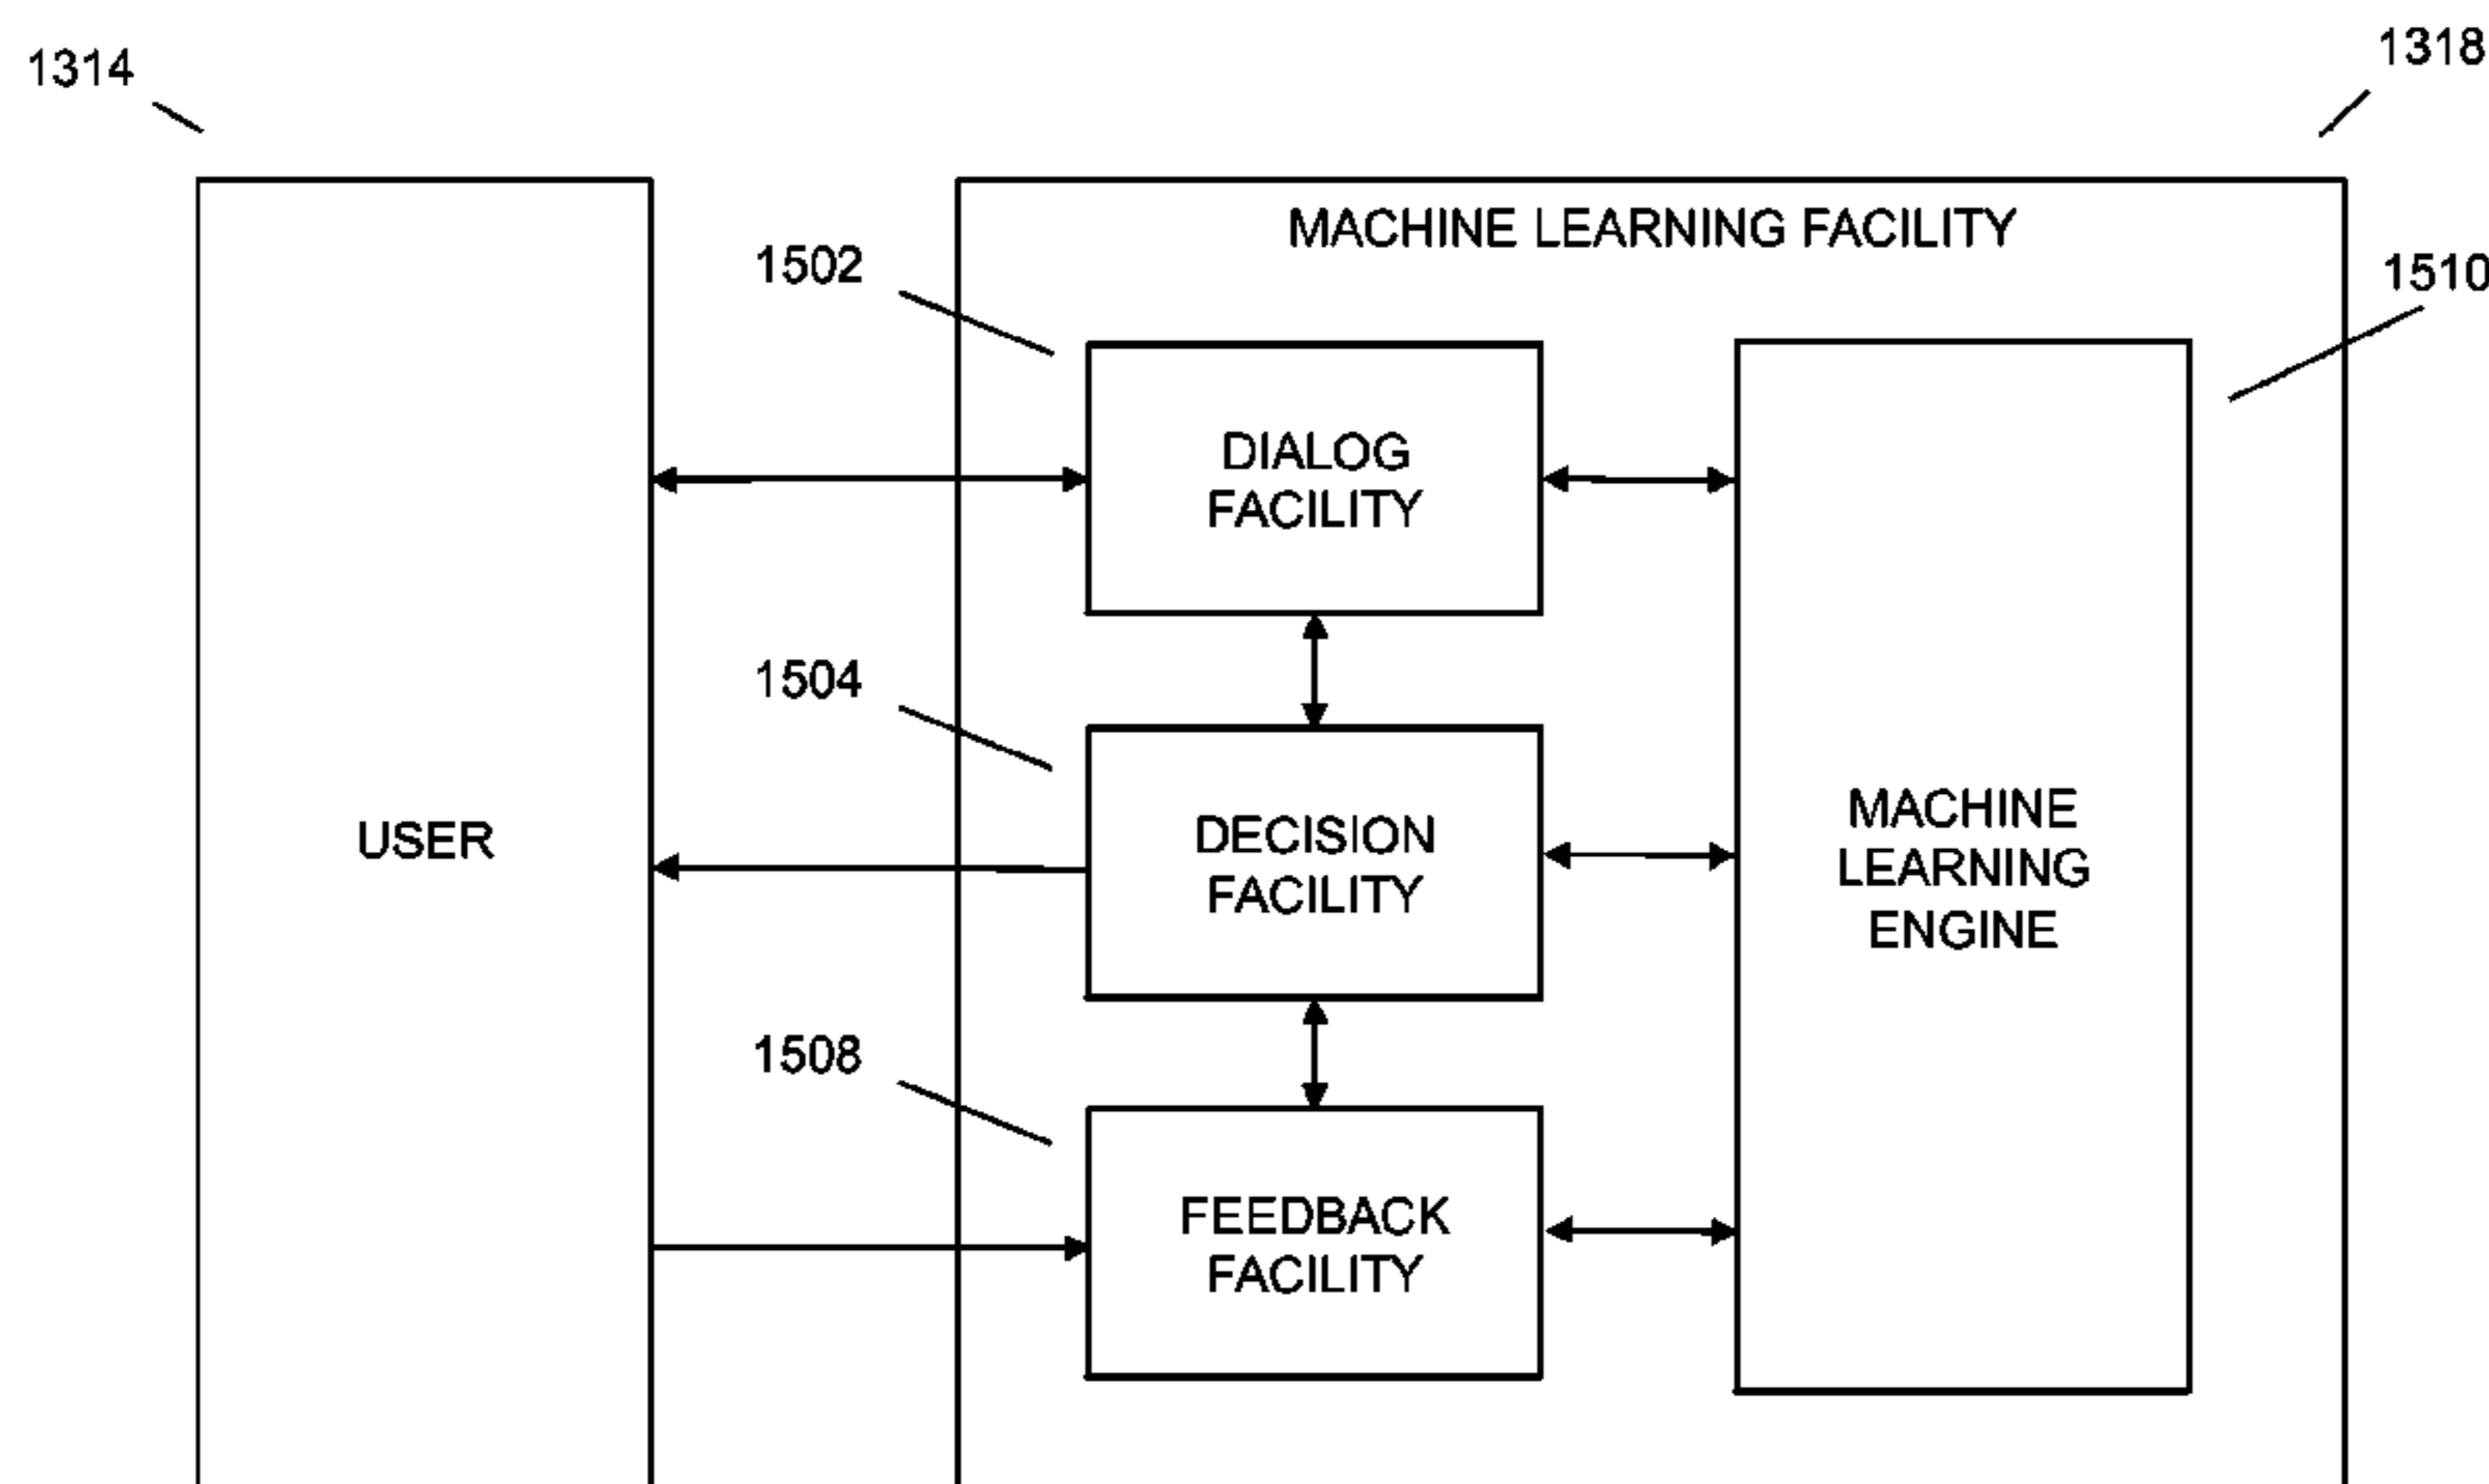 1314
1318
MACHINE LEARNING FACILITY
1502
1510
DIALOG
FACILITY
1504
USER
DECISION
FACILITY
MACHINE
LEARNING
ENGINE
1508
FEEDBACK
FACILITY